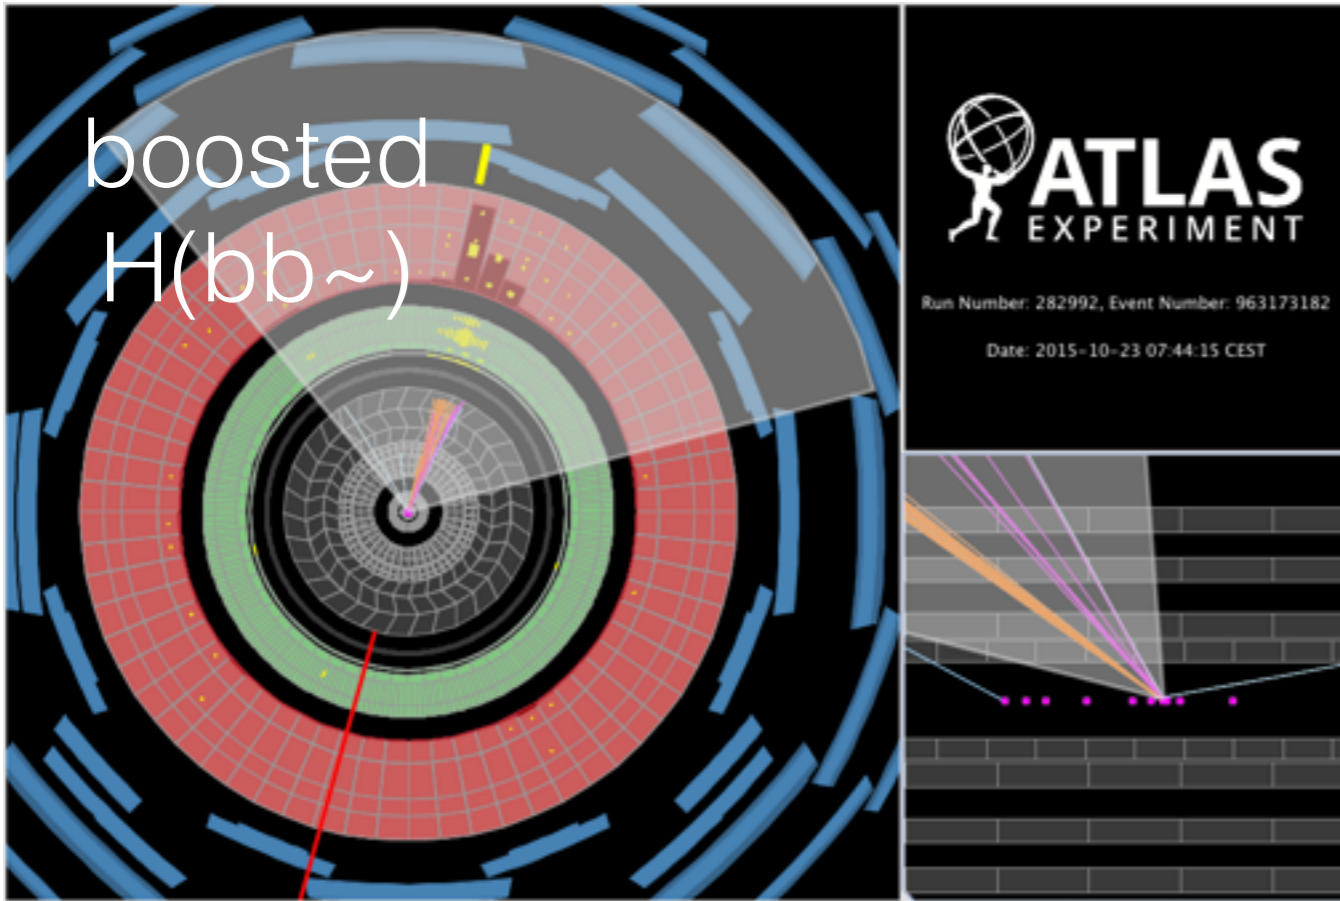 boosted
H(bb~)
ATLAS
EXPERIMENT
Run Number: 282992, Event Number: 963173182
Date: 2015-10-23 07:44:15 CEST